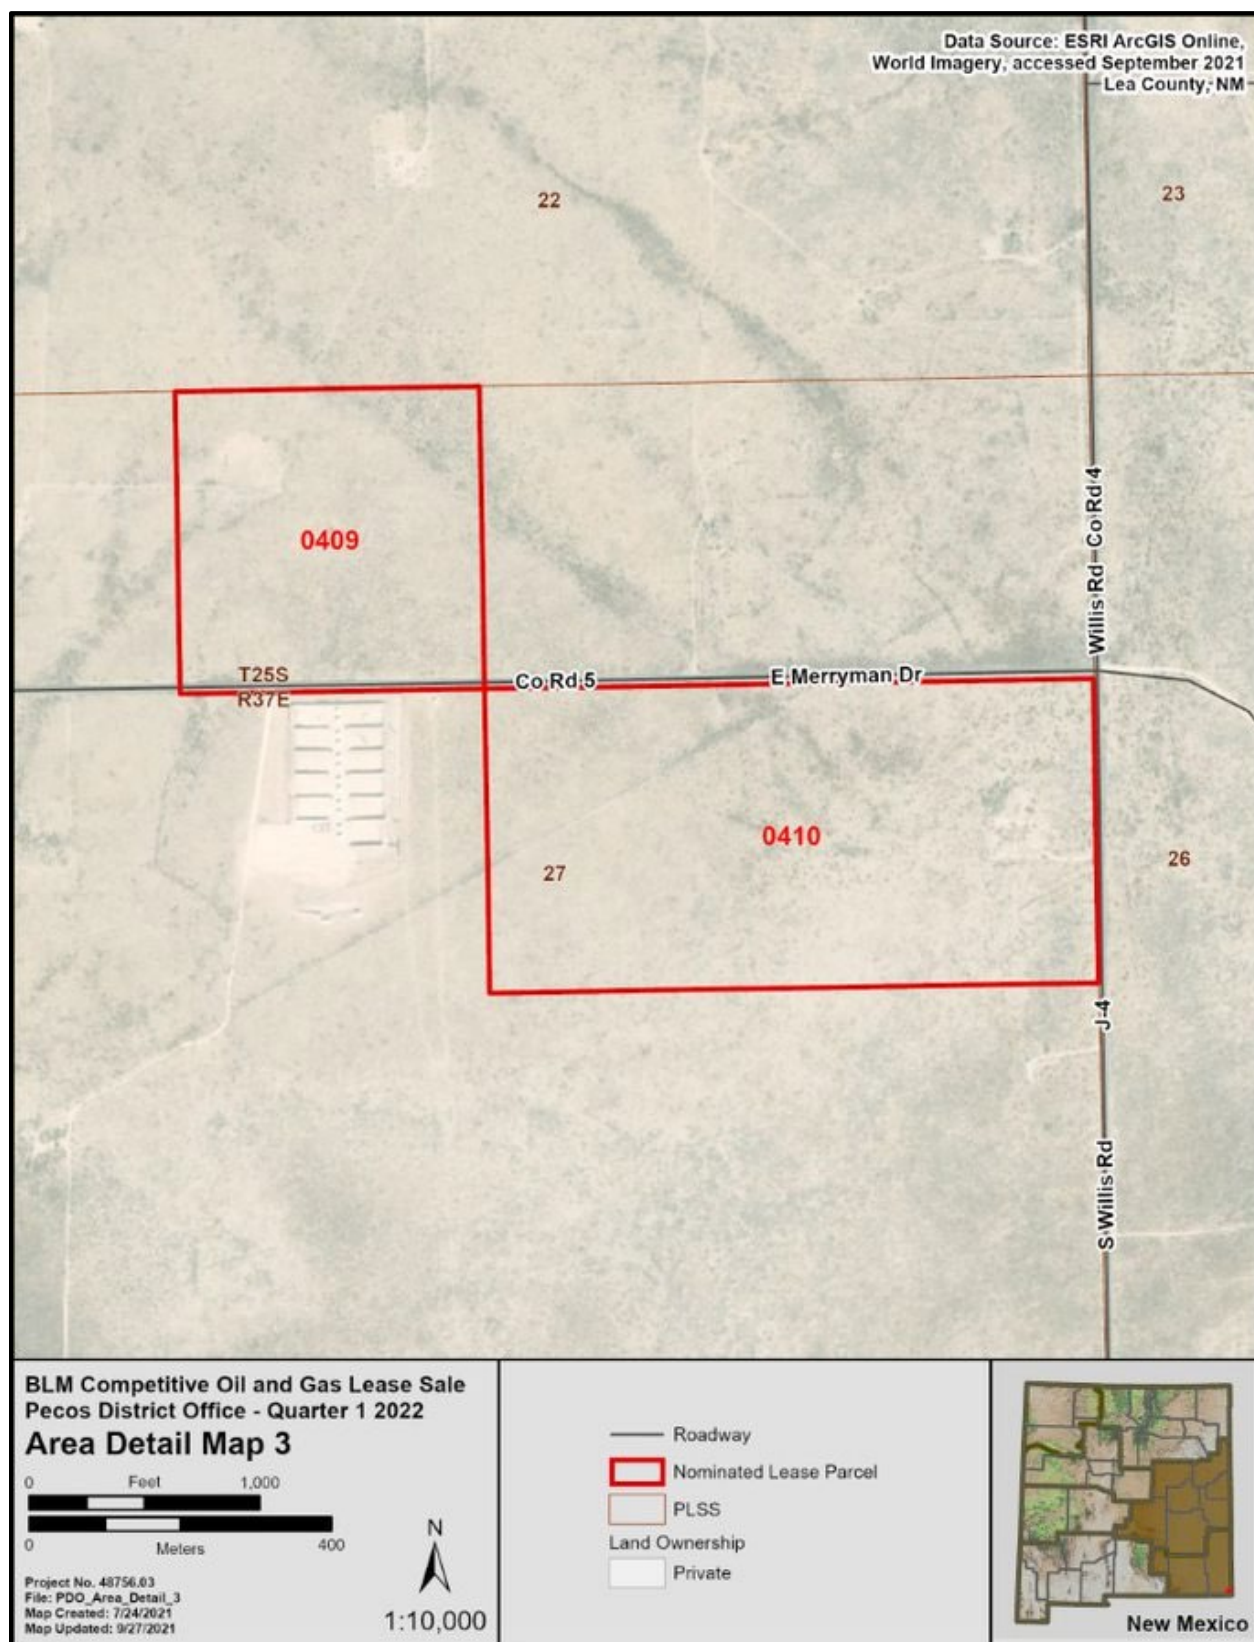 Data Source: ESRI ArcGIS Online,
World Imagery, accessed September 2021
Lea County, NM
22
23
Willis Rd Co Rd 4
0409
T25S
R37E
Co Rd 5
E Merryman Dr
0410
27
26
J-4
S Willis Rd
BLM Competitive Oil and Gas Lease Sale
Pecos District Office - Quarter 1 2022
Area Detail Map 3
0 Feet 1,000
0 Meters 400
Project No. 48756.03
File: PDO_Area_Detail_3
Map Created: 7/24/2021
Map Updated: 9/27/2021
N
1:10,000
Roadway
Nominated Lease Parcel
PLSS
Land Ownership
Private
New Mexico